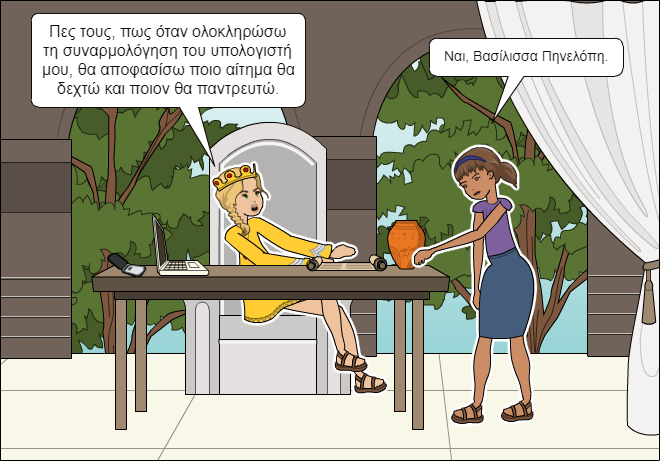 Πες τους, πως όταν ολοκληρώσω
τη συναρμολόγηση του υπολογιστή
μου, θα αποφασίσω ποιο αίτημα θα
δεχτώ και ποιον θα παντρευτώ.
Ναι, Βασίλισσα Πηνελόπη.